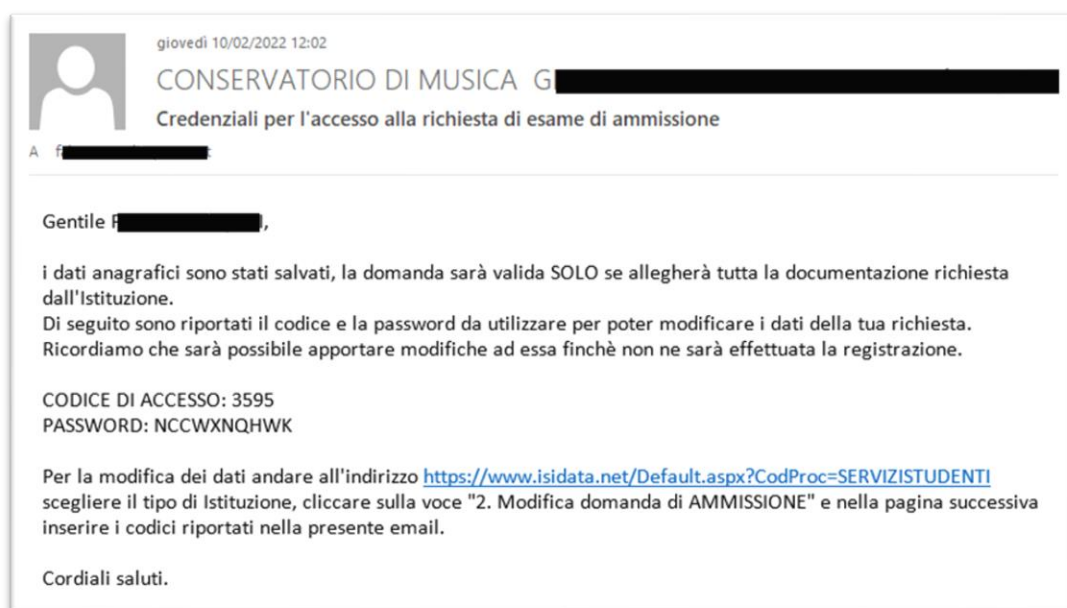 giovedì 10/02/2022 12:02
CONSERVATORIO DI MUSICA G
Credenziali per l'accesso alla richiesta di esame di ammissione
A f
Gentile F ,
i dati anagrafici sono stati salvati, la domanda sarà valida SOLO se allegherà tutta la documentazione richiesta
dall'Istituzione.
Di seguito sono riportati il codice e la password da utilizzare per poter modificare i dati della tua richiesta.
Ricordiamo che sarà possibile apportare modifiche ad essa finchè non ne sarà effettuata la registrazione.
CODICE DI ACCESSO: 3595
PASSWORD: NCCWXNQHWK
Per la modifica dei dati andare all'indirizzo https://www.isidata.net/Default.aspx?CodProc=SERVIZISTUDENTI
scegliere il tipo di Istituzione, cliccare sulla voce "2. Modifica domanda di AMMISSIONE" e nella pagina successiva
inserire i codici riportati nella presente email.
Cordiali saluti.